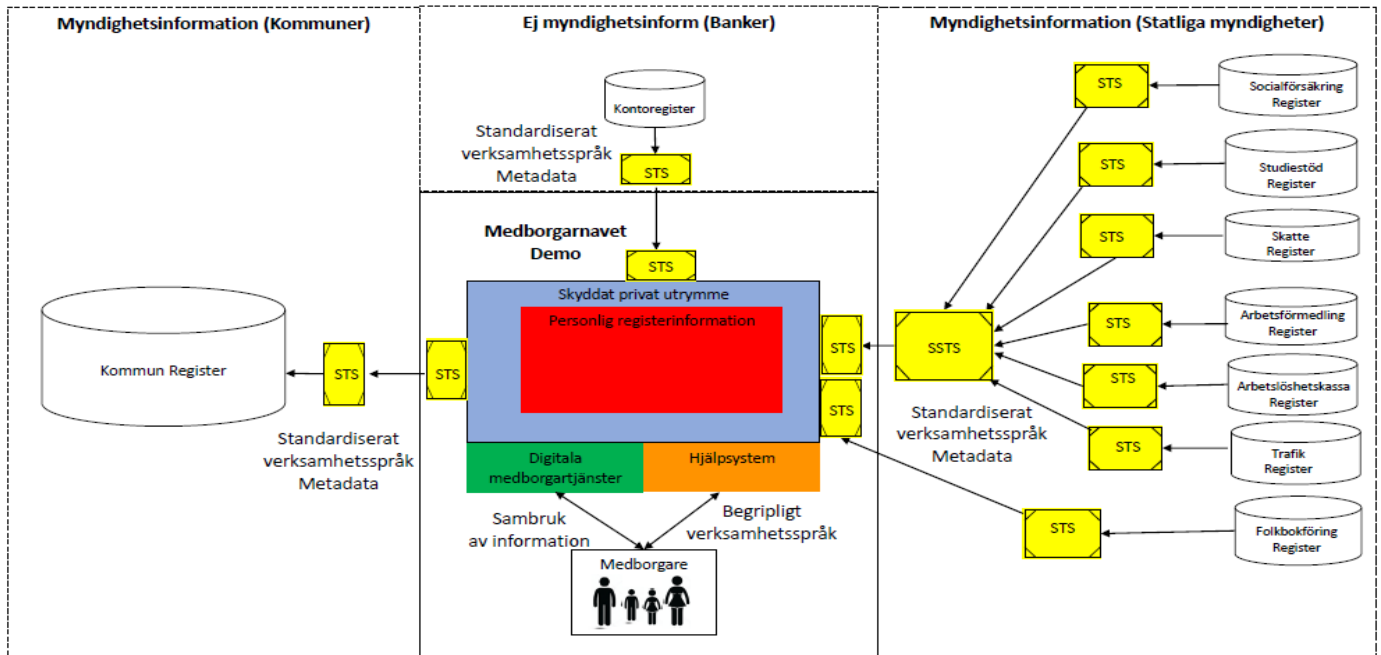 Myndighetsinformation (Kommuner)
Kommun Register
STS
STS
Standardiserat
verksamhetsspråk
Metadata
Ej myndighetsinform (Banker)
Kontoregister
Standardiserat
verksamhetsspråk
Metadata
STS
Medborgarnavet
Demo
STS
Skyddat privat utrymme
Personlig registerinformation
STS
STS
Digitala
medborgartjänster
Hjälpsystem
Sambruk
av information
Begripligt
verksamhetsspråk
Medborgare
Myndighetsinformation (Statliga myndigheter)
STS
Socialförsäkring
Register
STS
Studiestöd
Register
STS
Skatte
Register
SSTS
STS
Arbetsförmedling
Register
STS
Arbetslöshetskassa
Register
Standardiserat
verksamhetsspråk
Metadata
STS
Trafik
Register
STS
Folkbokföring
Register